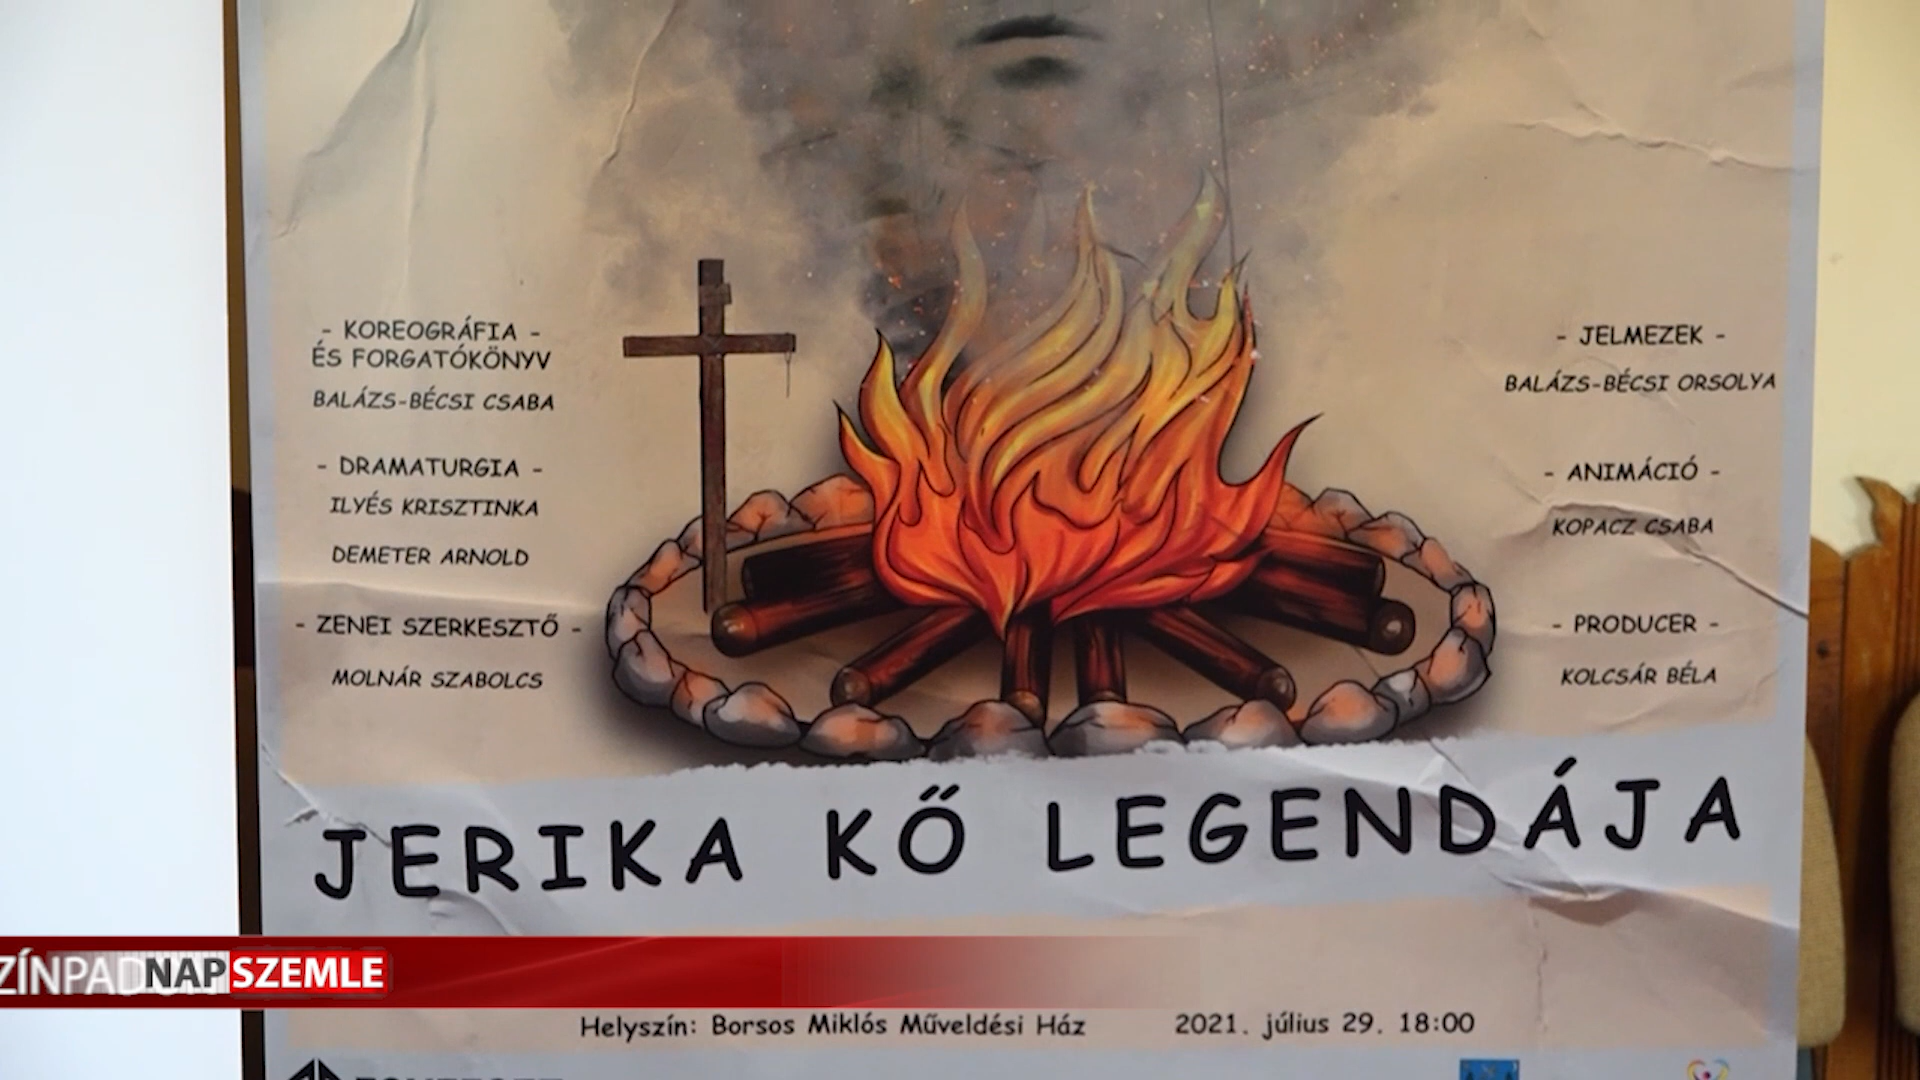 - KOREOGRÁFIA -
ÉS FORGATÓKÖNYV
BALÁZS-BÉCSI CSABA
- DRAMATURGIA -
ILYÉS KRISZTINKA
DEMETER ARNOLD
- ZENEI SZERKESZTŐ -
MOLNÁR SZABOLCS
- JELMEZEK -
BALÁZS-BÉCSI ORSOLYA
- ANIMÁCIÓ -
KOPACZ CSABA
- PRODUCER -
KOLCSÁR BÉLA
JERIKA KŐ LEGENDÁJA
NAPSZEMLE
Helyszín: Borsos Miklós Műveldési Ház
2021. július 29. 18:00